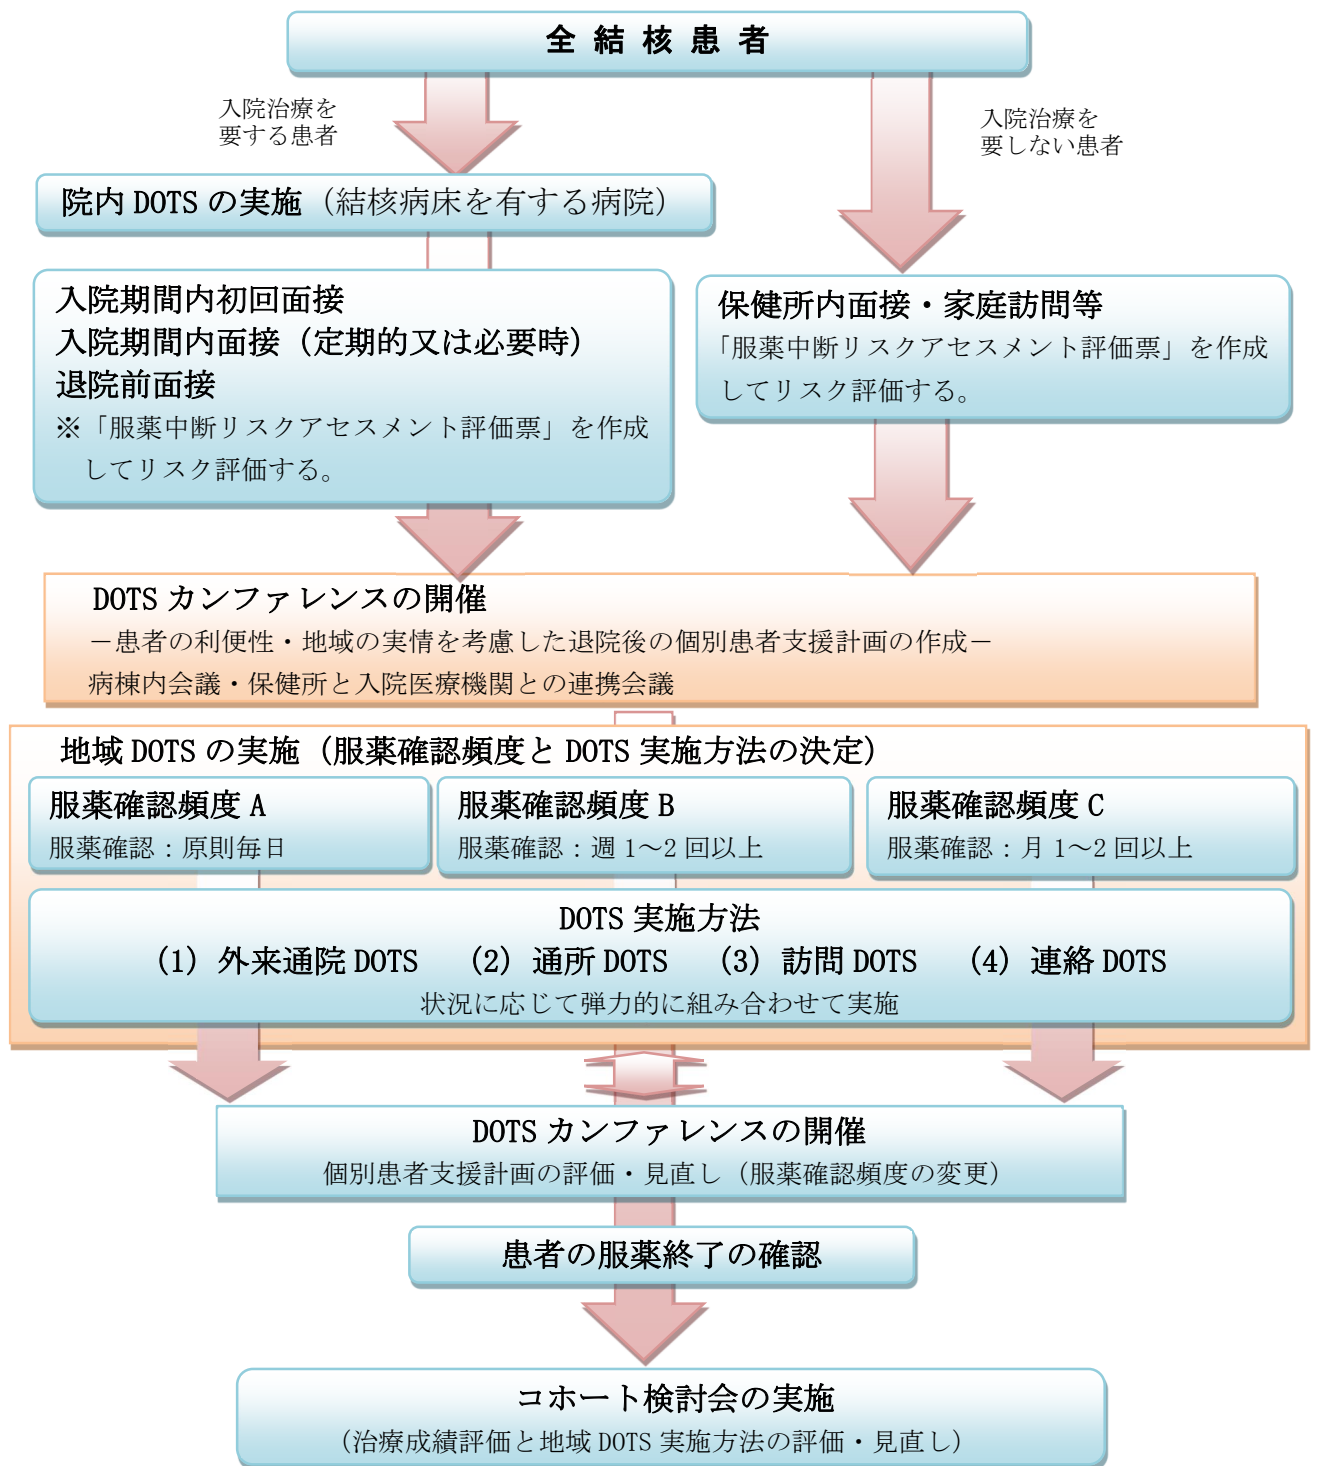 全 結 核 患 者
入院治療を
要する患者
入院治療を
要しない患者
院内 DOTS の実施（結核病床を有する病院）
入院期間内初回面接
入院期間内面接（定期的又は必要時）
退院前面接
※「服薬中断リスクアセスメント評価票」を作成
してリスク評価する。
保健所内面接・家庭訪問等
「服薬中断リスクアセスメント評価票」を作成
してリスク評価する。
DOTS カンファレンスの開催
－患者の利便性・地域の実情を考慮した退院後の個別患者支援計画の作成－
病棟内会議・保健所と入院医療機関との連携会議
地域 DOTS の実施（服薬確認頻度と DOTS 実施方法の決定）
服薬確認頻度 A
服薬確認：原則毎日
服薬確認頻度 B
服薬確認：週 1～2 回以上
服薬確認頻度 C
服薬確認：月 1～2 回以上
DOTS 実施方法
（1）外来通院 DOTS （2）通所 DOTS （3）訪問 DOTS （4）連絡 DOTS
状況に応じて弾力的に組み合わせて実施
DOTS カンファレンスの開催
個別患者支援計画の評価・見直し（服薬確認頻度の変更）
患者の服薬終了の確認
コホート検討会の実施
（治療成績評価と地域 DOTS 実施方法の評価・見直し）